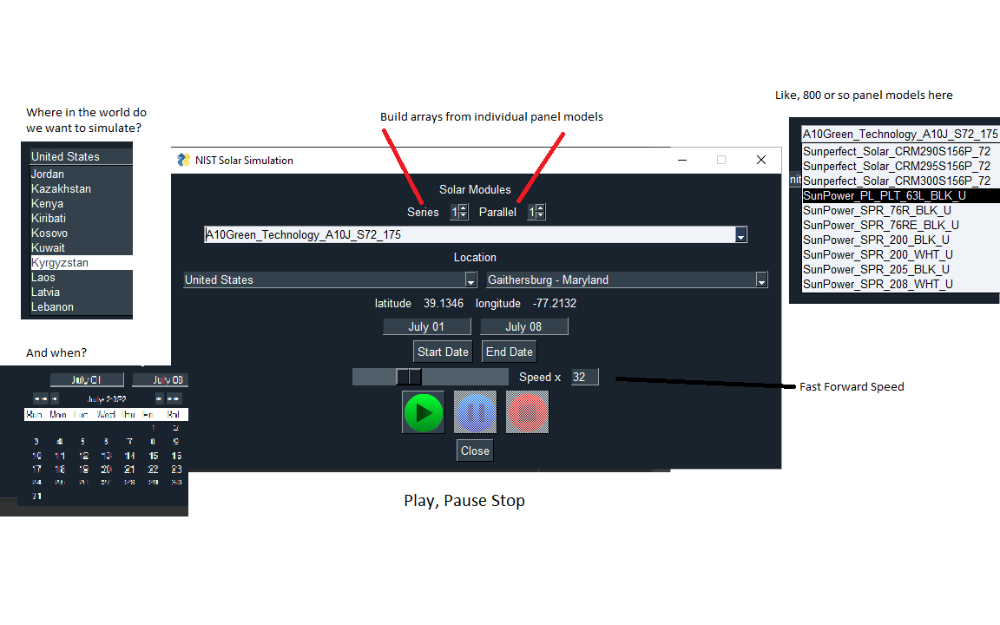 Like, 800 or so panel models here
Where in the world do
we want to simulate?
Build arrays from individual panel models
United States
Jordan
Kazakhstan
Kenya
Kiribati
Kosovo
Kuwait
Kyrgyzstan
Laos
Latvia
Lebanon
NIST Solar Simulation
Solar Modules
Series 1 Parallel 1
A10Green_Technology_A10J_S72_175
Location
United States Gaithersburg - Maryland
latitude 39.1346 longitude -77.2132
July 01 July 08
Start Date End Date
Speed x 32
Close
A10Green_Technology_A10J_S72_175
Sunperfect_Solar_CRM290S156P_72
Sunperfect_Solar_CRM295S156P_72
Sunperfect_Solar_CRM300S156P_72
SunPower_PL_PLT_63L_BLK_U
SunPower_SPR_76R_BLK_U
SunPower_SPR_76RE_BLK_U
SunPower_SPR_200_BLK_U
SunPower_SPR_200_WHT_U
SunPower_SPR_205_BLK_U
SunPower_SPR_208_WHT_U
Fast Forward Speed
And when?
July 01 July 08
July 2022
Sun Mon Tue Wed Thu Fri Sat
1 2
3 4 5 6 7 8 9
10 11 12 13 14 15 16
17 18 19 20 21 22 23
24 25 26 27 28 29 30
31
Play, Pause Stop